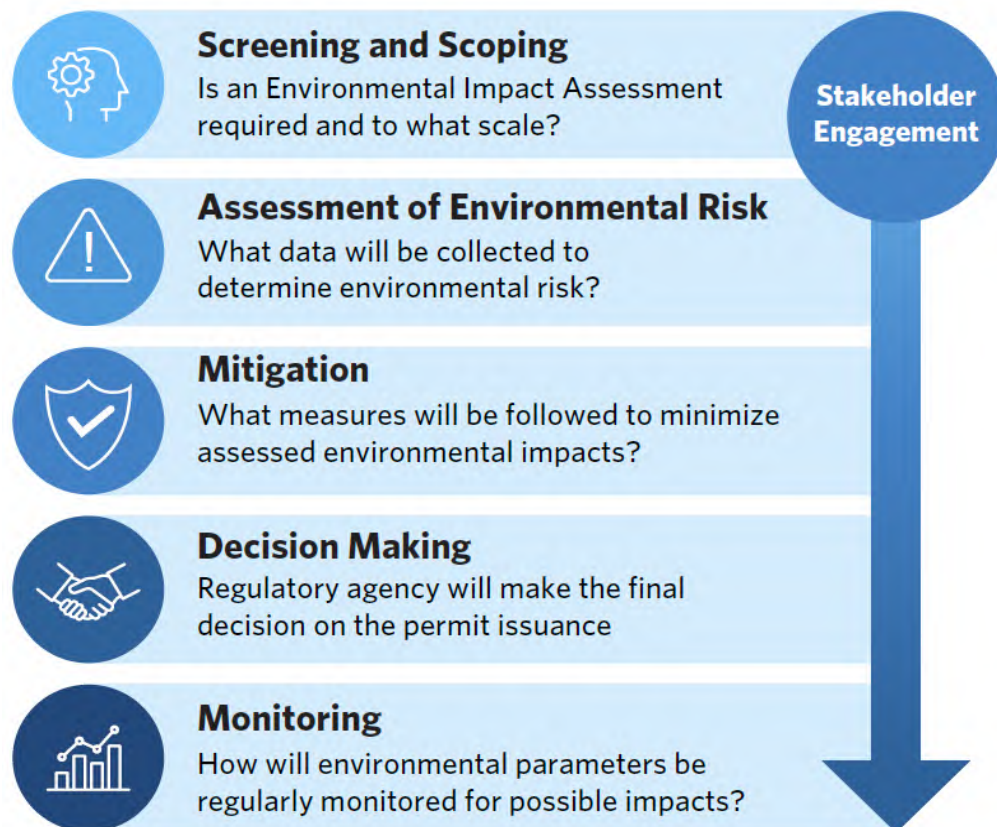 Screening and Scoping
Is an Environmental Impact Assessment
required and to what scale?
Stakeholder
Engagement
Assessment of Environmental Risk
What data will be collected to
determine environmental risk?
Mitigation
What measures will be followed to minimize
assessed environmental impacts?
Decision Making
Regulatory agency will make the final
decision on the permit issuance
Monitoring
How will environmental parameters be
regularly monitored for possible impacts?